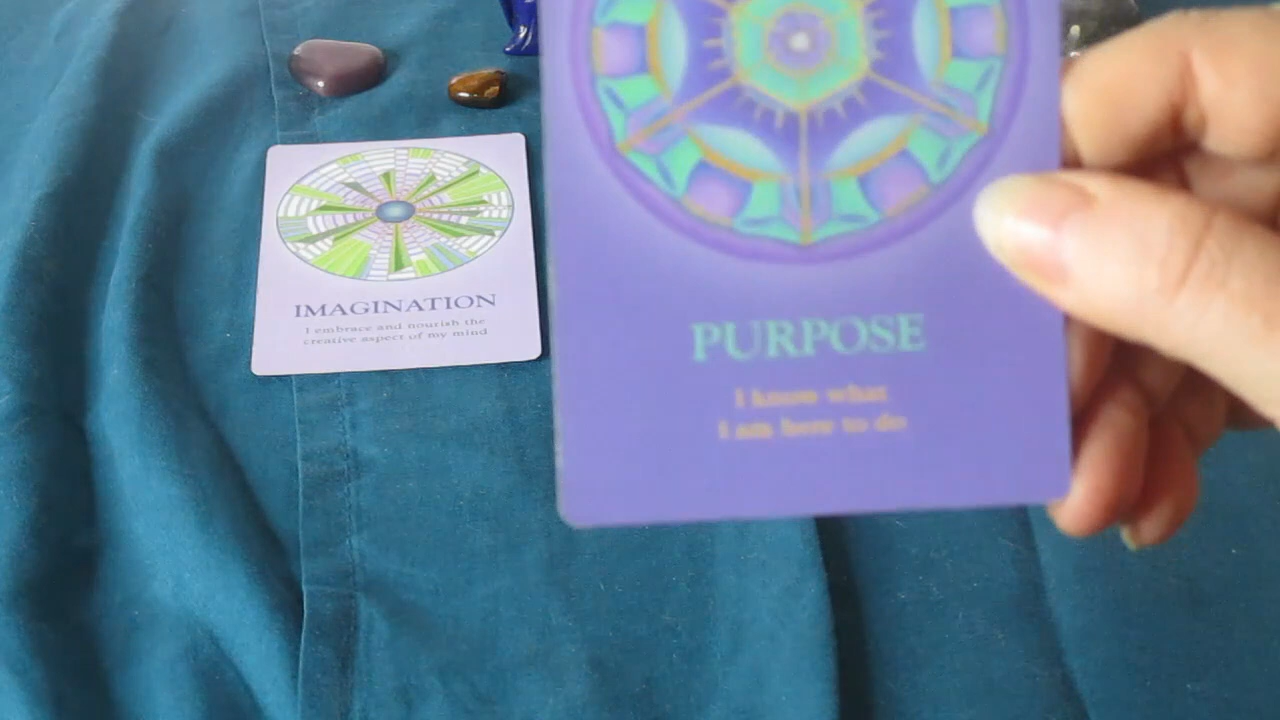 IMAGINATION
I embrace and nourish the
creative aspect of my mind
PURPOSE
I know what
I am here to do